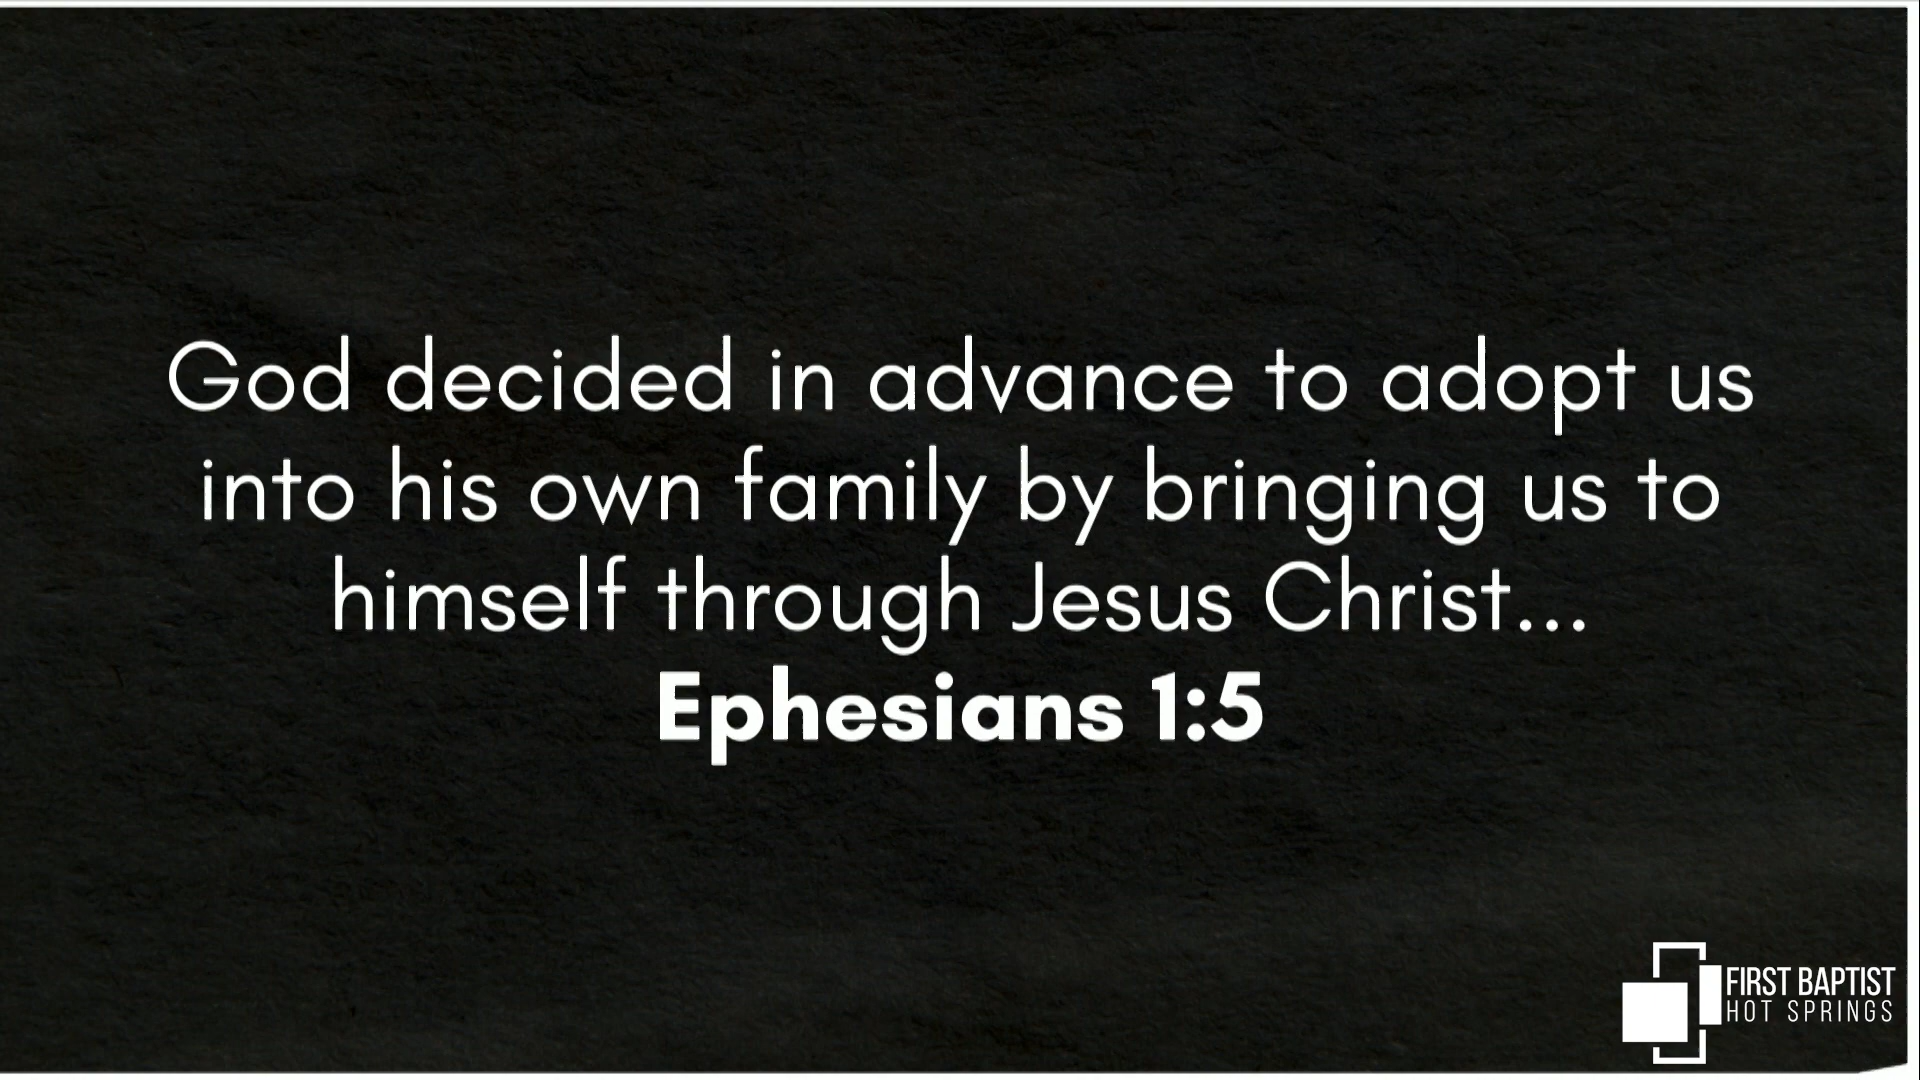 God decided in advance to adopt us
into his own family by bringing us to
himself through Jesus Christ...
Ephesians 1:5
FIRST BAPTIST
HOT SPRINGS